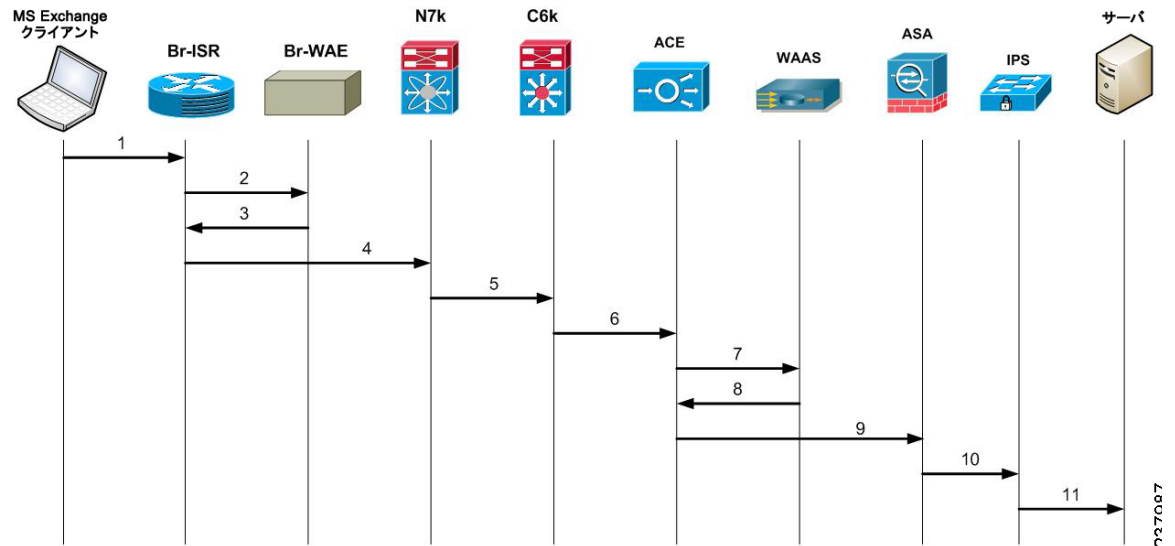 MS Exchange
クライアント
Br-ISR
Br-WAE
N7k
C6k
ACE
WAAS
ASA
IPS
サーバ
1
2
3
4
5
6
7
8
9
10
11
237987